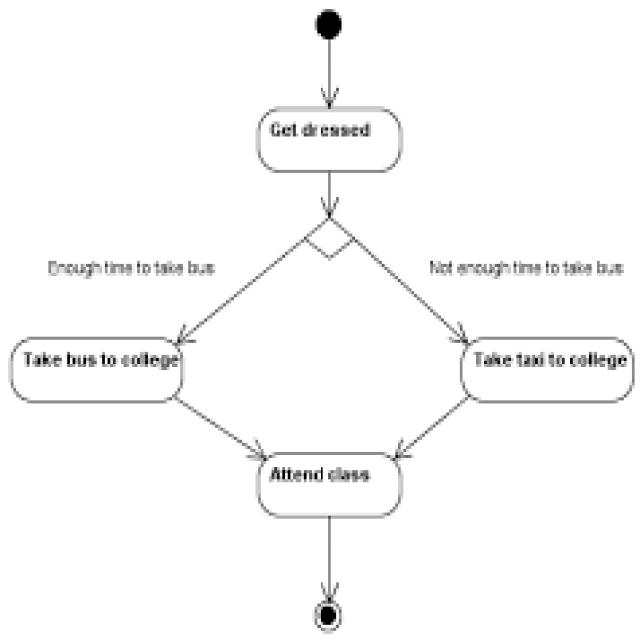 Get dressed
Enough time to take bus
Not enough time to take bus
Take bus to college
Take taxi to college
Attend class